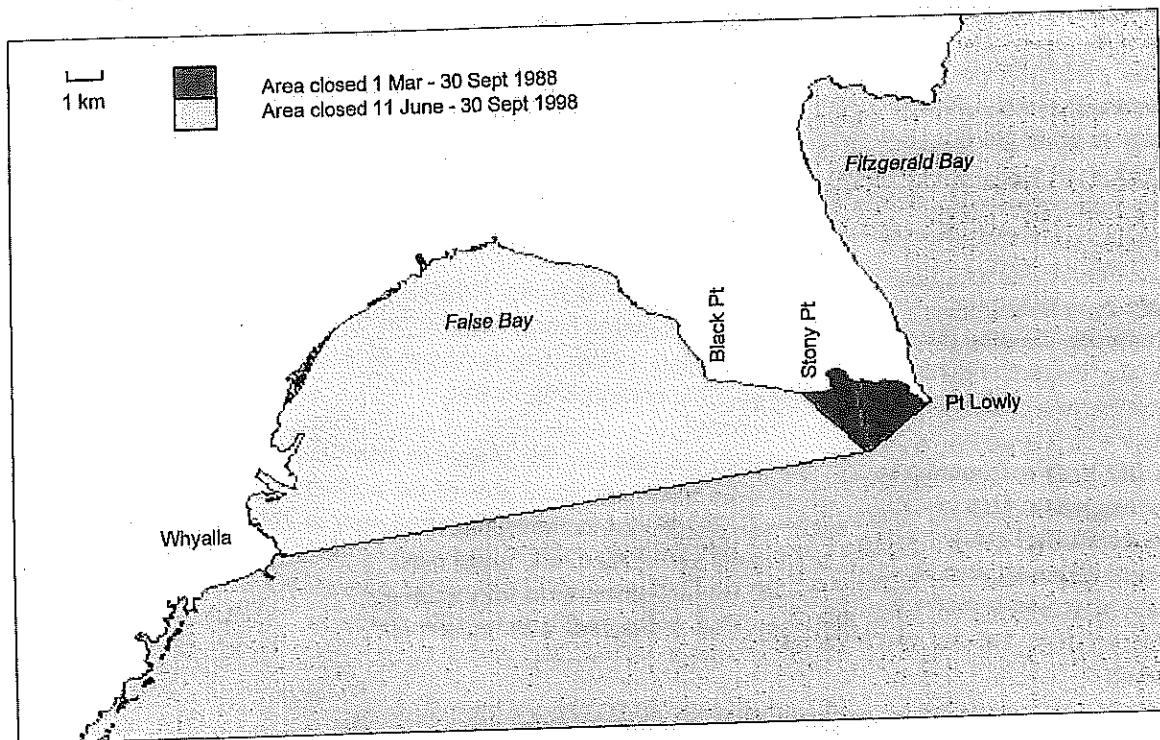 1 km
Area closed 1 Mar - 30 Sept 1988
Area closed 11 June - 30 Sept 1998
Fitzgerald Bay
False Bay
Black Pt
Stony Pt
Pt Lowly
Whyalla